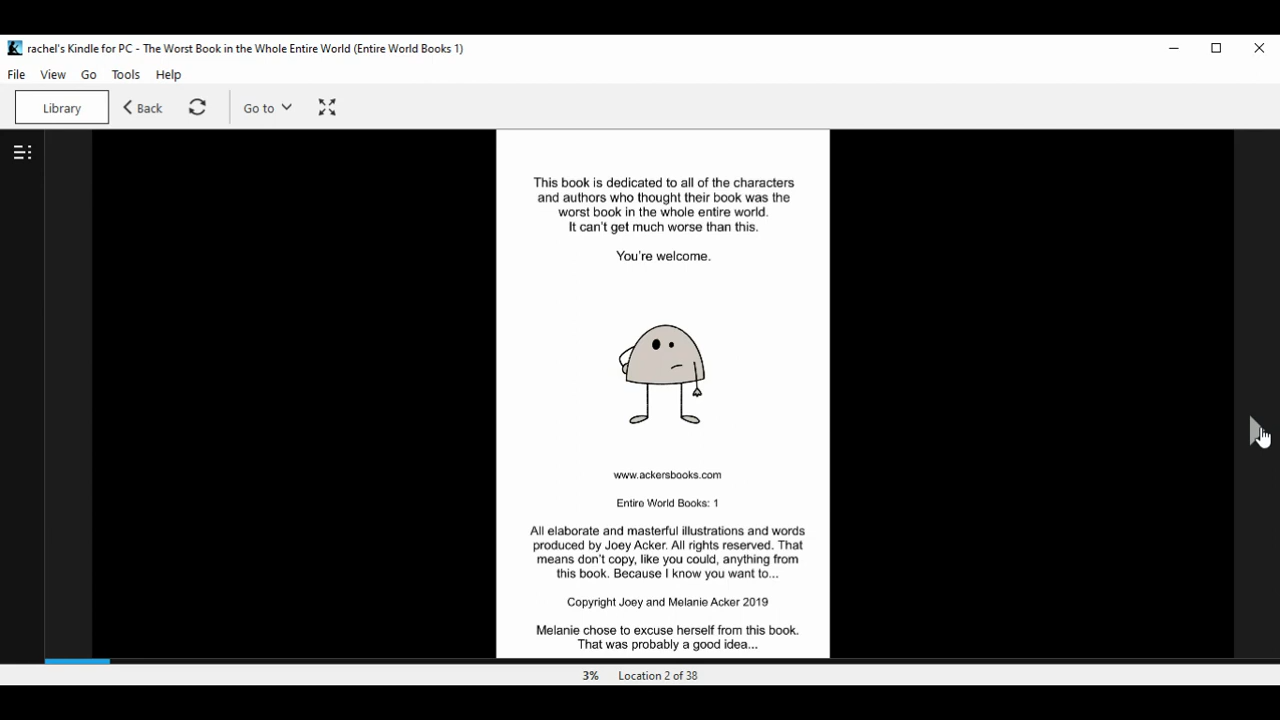 rachel's Kindle for PC - The Worst Book in the Whole Entire World (Entire World Books 1)
File View Go Tools Help
Library Back Go to
This book is dedicated to all of the characters
and authors who thought their book was the
worst book in the whole entire world.
It can't get much worse than this.
You're welcome.
www.ackersbooks.com
Entire World Books: 1
All elaborate and masterful illustrations and words
produced by Joey Acker. All rights reserved. That
means don't copy, like you could, anything from
this book. Because I know you want to...
Copyright Joey and Melanie Acker 2019
Melanie chose to excuse herself from this book.
That was probably a good idea...
3% Location 2 of 38